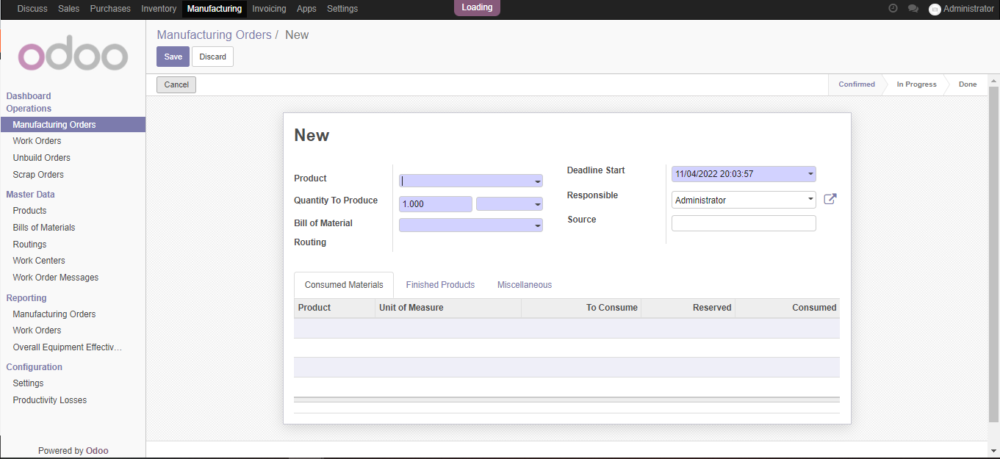 Discuss Sales Purchases Inventory Manufacturing Invoicing Apps Settings Loading Administrator
odoo
Manufacturing Orders / New
Save Discard
Cancel Confirmed In Progress Done
Dashboard
Operations
Manufacturing Orders
Work Orders
Unbuild Orders
Scrap Orders
Master Data
Products
Bills of Materials
Routings
Work Centers
Work Order Messages
Reporting
Manufacturing Orders
Work Orders
Overall Equipment Effectiv…
Configuration
Settings
Productivity Losses
Powered by Odoo
New
Product
Quantity To Produce 1.000
Bill of Material
Routing
Deadline Start 11/04/2022 20:03:57
Responsible Administrator
Source
Consumed Materials Finished Products Miscellaneous
Product Unit of Measure To Consume Reserved Consumed